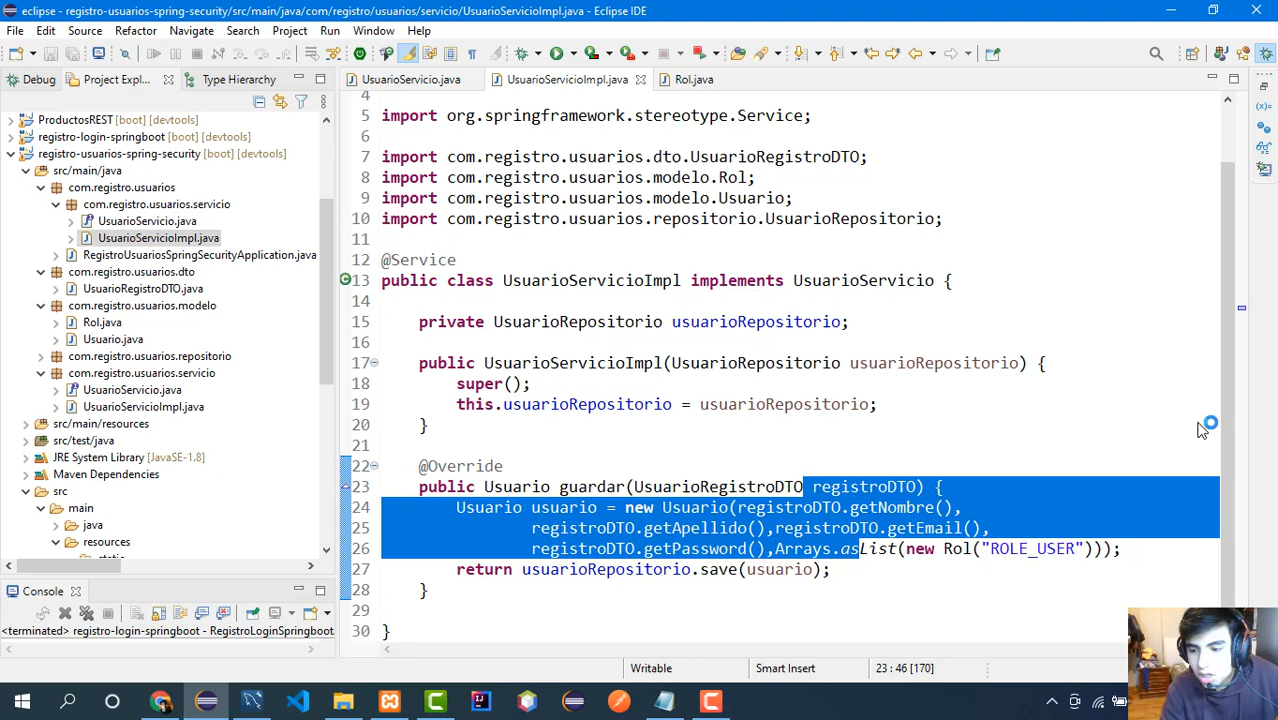 eclipse - registro-usuarios-spring-security/src/main/java/com/registro/usuarios/servicio/UsuarioServicioImpl.java - Eclipse IDE
File Edit Source Refactor Navigate Search Project Run Window Help
Debug Project Expl... Type Hierarchy
UsuarioServicio.java UsuarioServicioImpl.java Rol.java
ProductosREST [boot] [devtools]
registro-login-springboot [boot] [devtools]
registro-usuarios-spring-security [boot] [devtools]
src/main/java
com.registro.usuarios
com.registro.usuarios.servicio
UsuarioServicio.java
UsuarioServicioImpl.java
RegistroUsuariosSpringSecurityApplication.java
com.registro.usuarios.dto
UsuarioRegistroDTO.java
com.registro.usuarios.modelo
Rol.java
Usuario.java
com.registro.usuarios.repositorio
com.registro.usuarios.servicio
UsuarioServicio.java
UsuarioServicioImpl.java
src/main/resources
src/test/java
JRE System Library [JavaSE-1.8]
Maven Dependencies
src
main
java
resources
static
Console
<terminated> registro-login-springboot - RegistroLoginSpringboot
4
5 import org.springframework.stereotype.Service;
6
7 import com.registro.usuarios.dto.UsuarioRegistroDTO;
8 import com.registro.usuarios.modelo.Rol;
9 import com.registro.usuarios.modelo.Usuario;
10 import com.registro.usuarios.repositorio.UsuarioRepositorio;
11
12 @Service
13 public class UsuarioServicioImpl implements UsuarioServicio {
14
15 private UsuarioRepositorio usuarioRepositorio;
16
17 public UsuarioServicioImpl(UsuarioRepositorio usuarioRepositorio) {
18 super();
19 this.usuarioRepositorio = usuarioRepositorio;
20 }
21
22 @Override
23 public Usuario guardar(UsuarioRegistroDTO registroDTO) {
24 Usuario usuario = new Usuario(registroDTO.getNombre(),
25 registroDTO.getApellido(),registroDTO.getEmail(),
26 registroDTO.getPassword(),Arrays.asList(new Rol("ROLE_USER")));
27 return usuarioRepositorio.save(usuario);
28 }
29
30 }
Writable Smart Insert 23 : 46 [170]